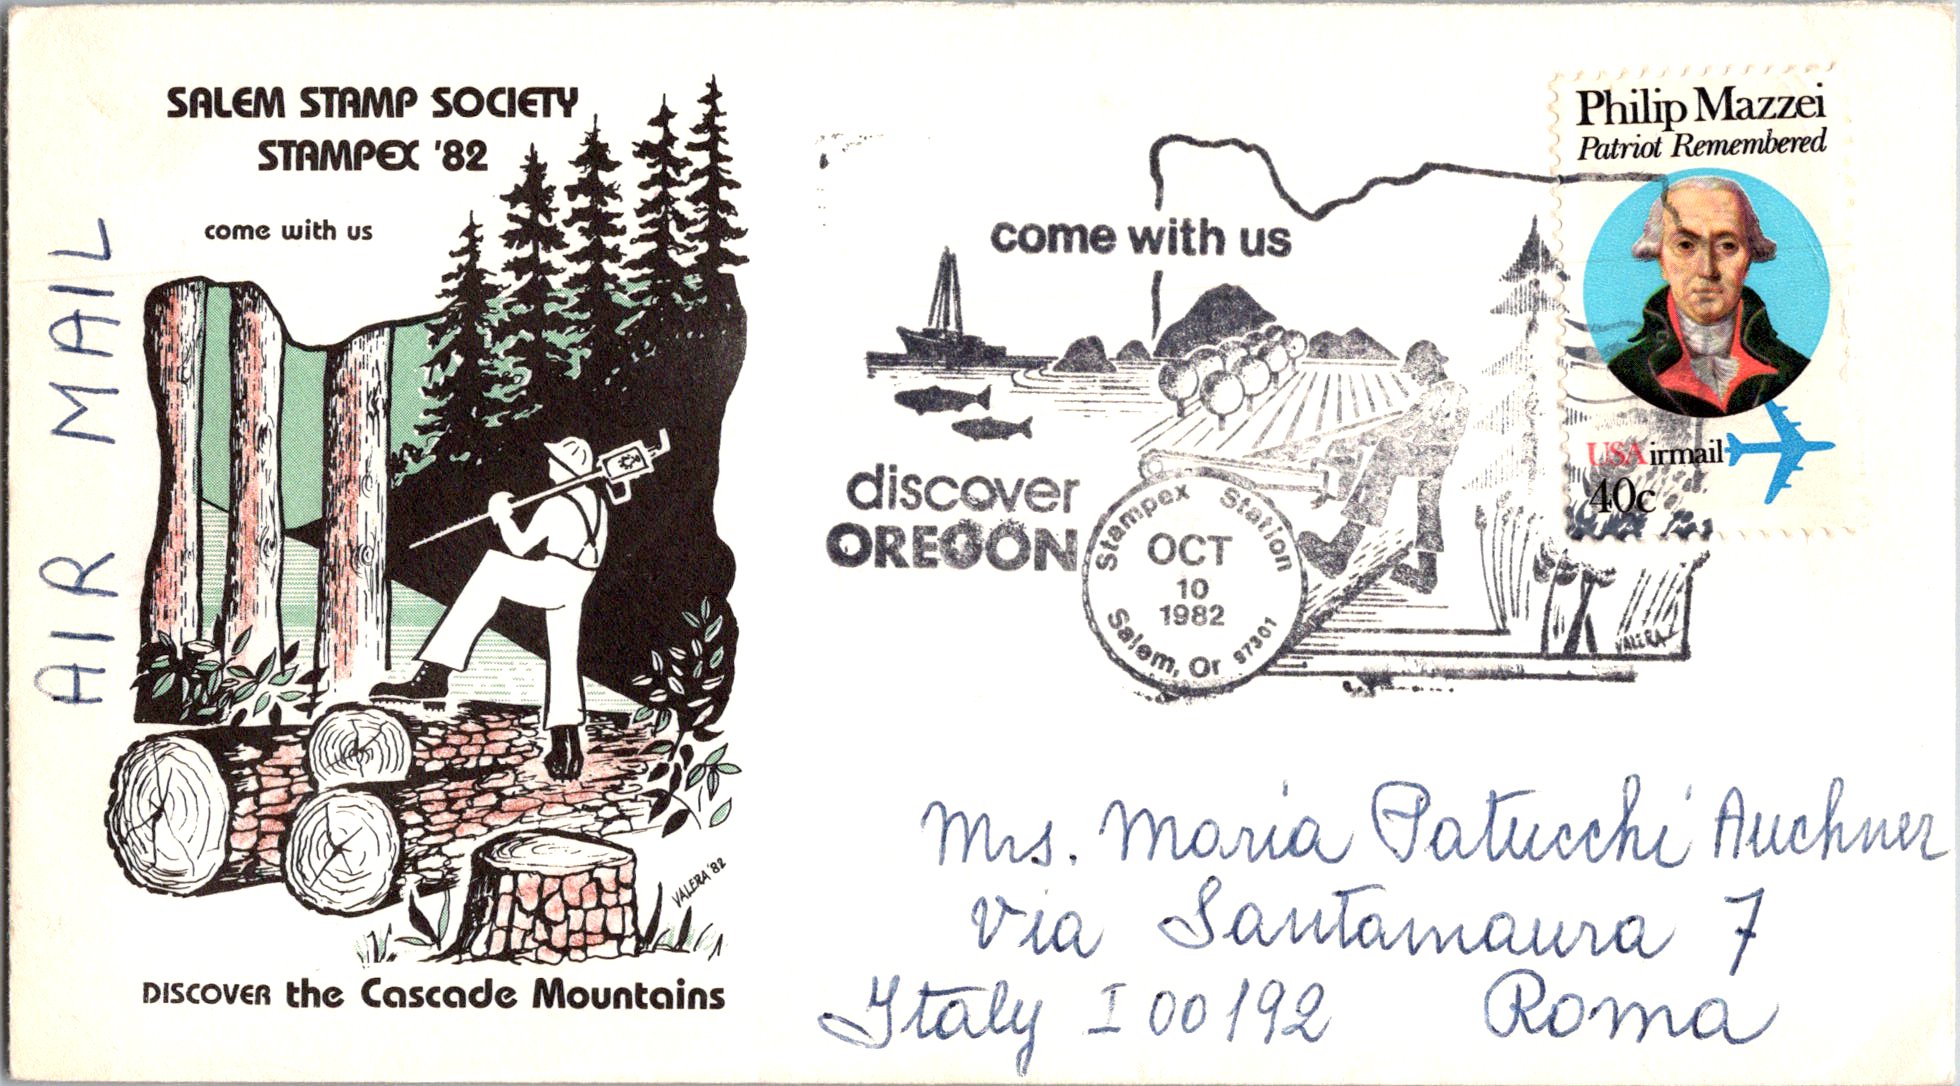 SALEM STAMP SOCIETY
STAMPEX '82
come with us
AIR MAIL
VALERA '82
DISCOVER the Cascade Mountains
come with us
discover
OREGON
Stampex Station
OCT
10
1982
Salem, Or 97301
VALERA
Philip Mazzei
Patriot Remembered
USAirmail
40c
Mrs. Maria Patucchi Auchner
Via Santamaura 7
Italy I 00192 Roma